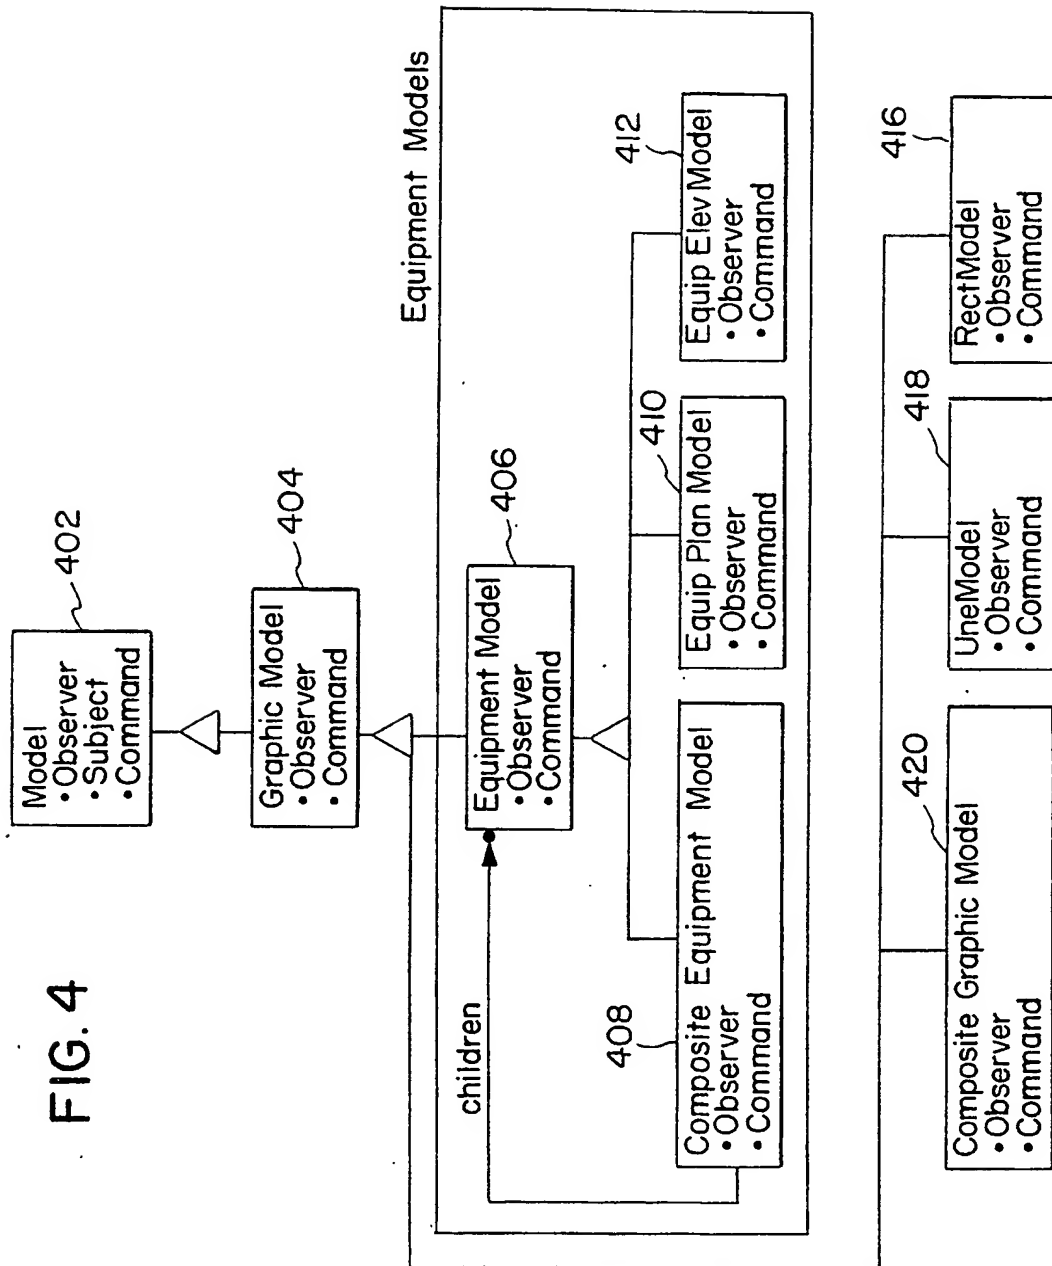 FIG. 4
Model
• Observer
• Subject
• Command
402
Graphic Model
• Observer
• Command
404
Equipment Models
Equipment Model
• Observer
• Command
406
children
408
Composite Equipment Model
• Observer
• Command
410
Equip Plan Model
• Observer
• Command
412
Equip Elev Model
• Observer
• Command
420
Composite Graphic Model
• Observer
• Command
418
UneModel
• Observer
• Command
416
RectModel
• Observer
• Command